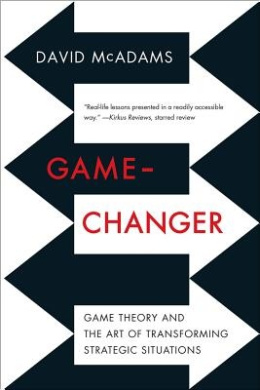 DAVID McADAMS
"Real-life lessons presented in a readily accessible
way." —Kirkus Reviews, starred review
GAME-
CHANGER
GAME THEORY AND
THE ART OF TRANSFORMING
STRATEGIC SITUATIONS